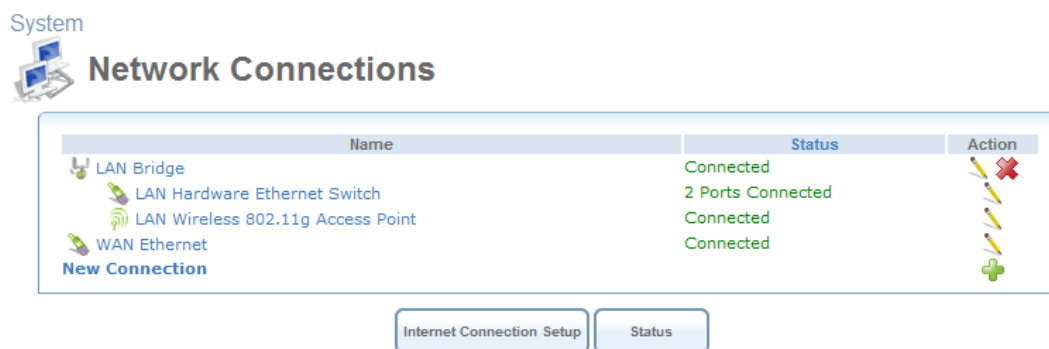 System
Network Connections
Name Status Action
LAN Bridge Connected
LAN Hardware Ethernet Switch 2 Ports Connected
LAN Wireless 802.11g Access Point Connected
WAN Ethernet Connected
New Connection
Internet Connection Setup Status